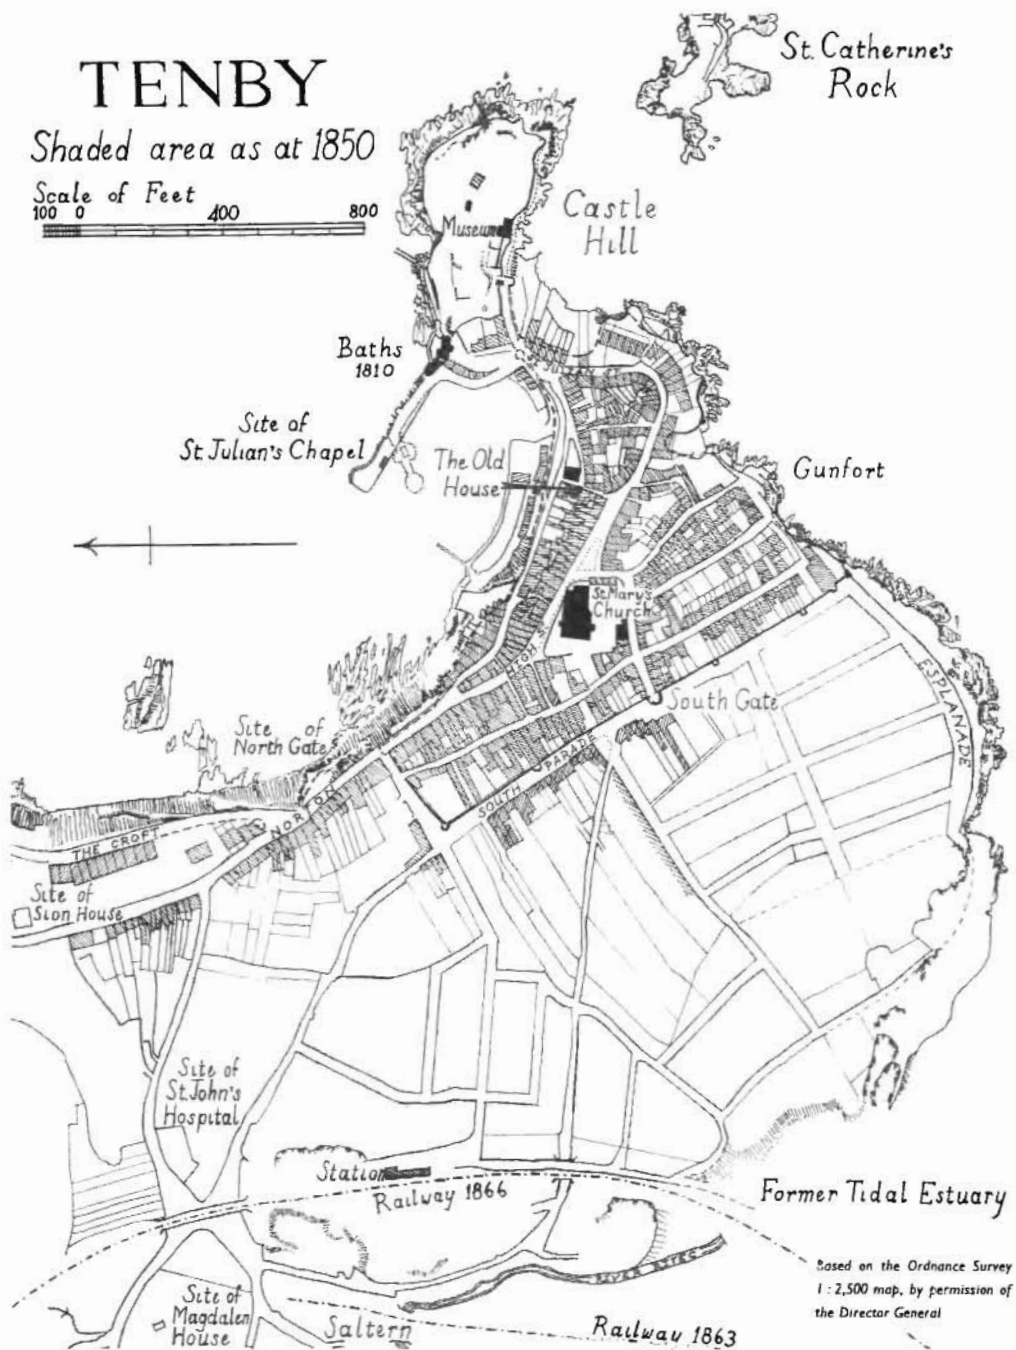 TENBY
Shaded area as at 1850
Scale of Feet
100 0 400 800
St. Catherine's
Rock
Castle
Hill
Museum
Baths
1810
Site of
St Julian's Chapel
The Old
House
Gunfort
St Mary's
Church
South Gate
ESPLANADE
Site of
North Gate
SOUTH PARADE
NORTON
THE CROFT
Site of
Sion House
Site of
St John's
Hospital
Station
Railway 1866
Former Tidal Estuary
Based on the Ordnance Survey
1 : 2,500 map, by permission of
the Director General
Site of
Magdalen
House
Saltern
RIVER
Railway 1863